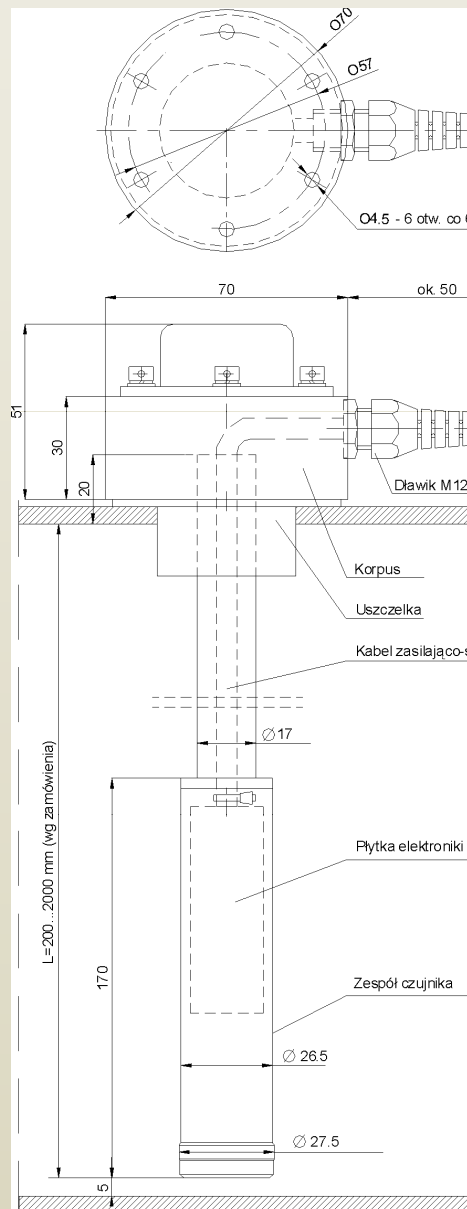 O70
O57
O4.5 - 6 otw. co 6
70
ok. 50
51
30
20
Dławik M12
Korpus
Uszczelka
Kabel zasilająco-s
Ø17
L=200...2000 mm (wg zamówienia)
Płytka elektroniki
170
Zespół czujnika
Ø 26.5
Ø 27.5
5